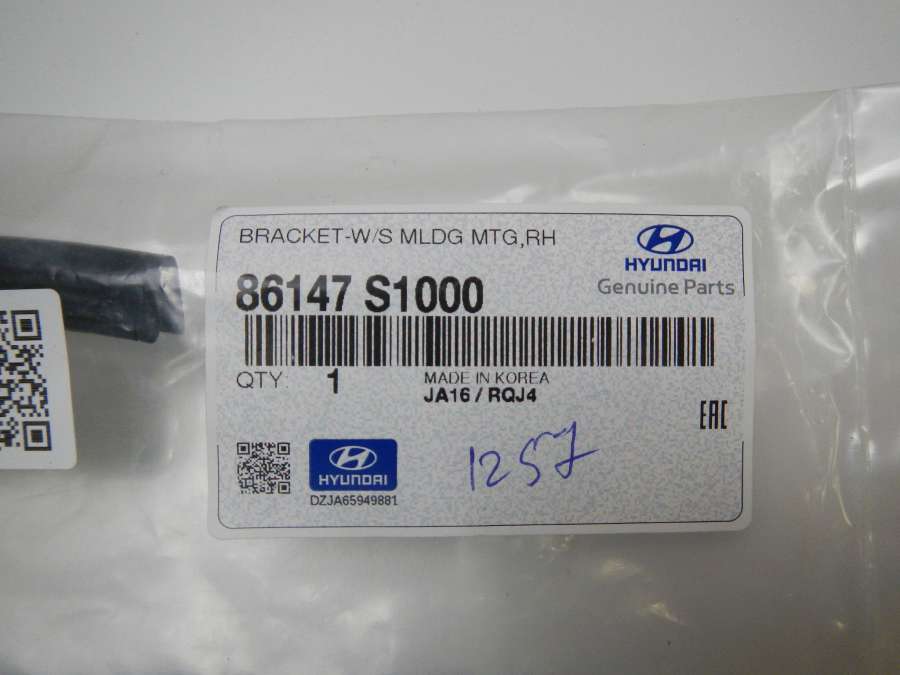 BRACKET-W/S MLDG MTG,RH
HYUNDAI
Genuine Parts
86147 S1000
QTY: 1
MADE IN KOREA
JA16 / RQJ4
EAC
1257
HYUNDAI
DZJA65949881